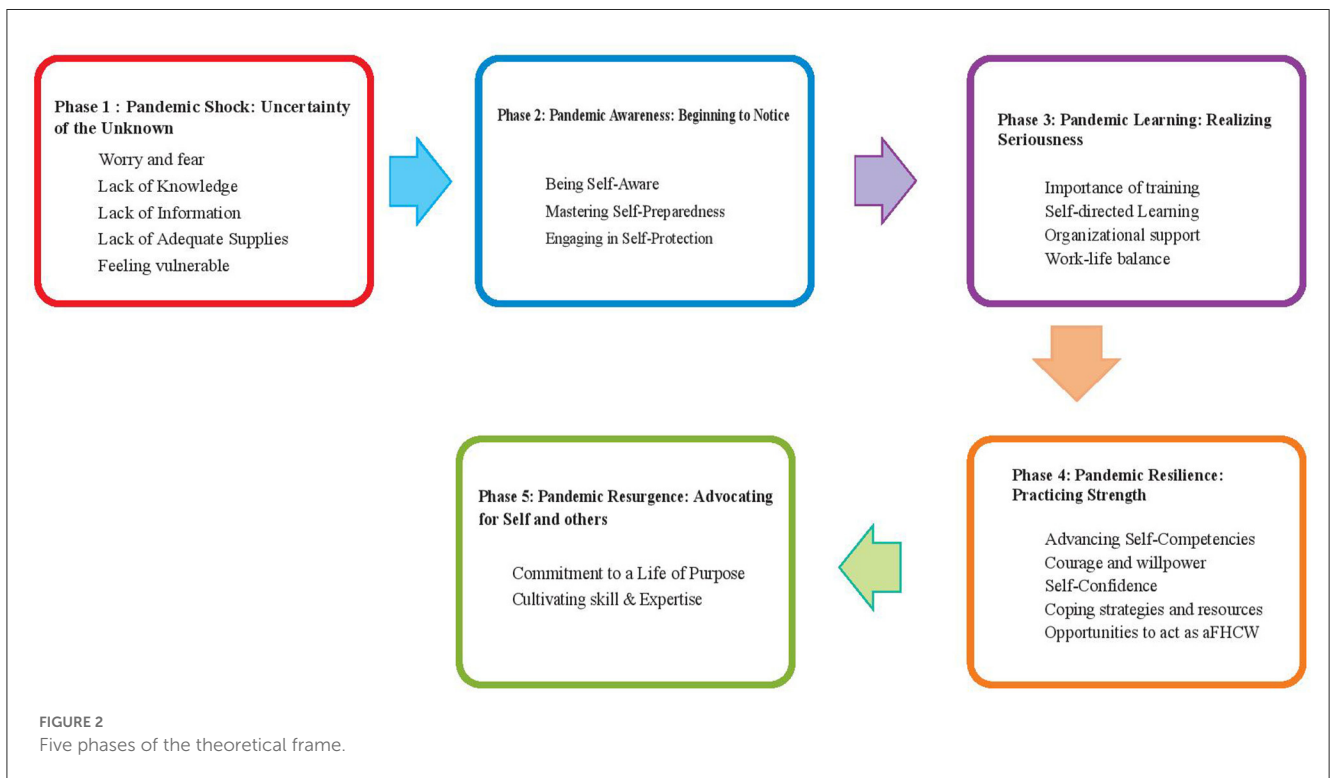 Phase 1 : Pandemic Shock: Uncertainty
of the Unknown
Worry and fear
Lack of Knowledge
Lack of Information
Lack of Adequate Supplies
Feeling vulnerable
Phase 2: Pandemic Awareness: Beginning to Notice
Being Self-Aware
Mastering Self-Preparedness
Engaging in Self-Protection
Phase 3: Pandemic Learning: Realizing
Seriousness
Importance of training
Self-directed Learning
Organizational support
Work-life balance
Phase 4: Pandemic Resilience:
Practicing Strength
Advancing Self-Competencies
Courage and willpower
Self-Confidence
Coping strategies and resources
Opportunities to act as aFHCW
Phase 5: Pandemic Resurgence: Advocating
for Self and others
Commitment to a Life of Purpose
Cultivating skill & Expertise
FIGURE 2
Five phases of the theoretical frame.